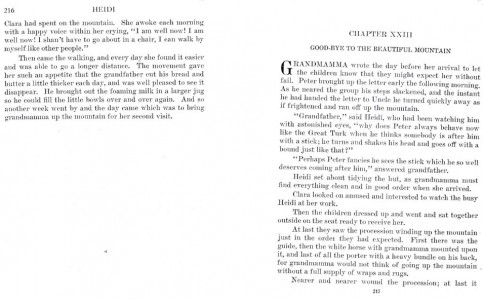 216 HEIDI
Clara had spent on the mountain. She awoke each morning
with a happy voice within her crying, "I am well now! I am
well now! I shan't have to go about in a chair, I can walk by
myself like other people."
Then came the walking, and every day she found it easier
and was able to go a longer distance. The movement gave
her such an appetite that the grandfather cut his bread and
butter a little thicker each day, and was well pleased to see it
disappear. He brought out the foaming milk in a larger jug
as he could fill the little bowls over and over again. And so
another week went by and the day came which was to bring
grandmamma up the mountain for her second visit.
CHAPTER XXIII
GOOD-BYE TO THE BEAUTIFUL MOUNTAIN
GRANDMAMMA wrote the day before her arrival to let
the children know that they might expect her without
fail. Peter brought up the letter early the following morning.
As he neared the group his steps slackened, and the instant
he had handed the letter to Uncle he turned quickly away as
if frightened and ran off up the mountain.
"Grandfather," said Heidi, who had been watching him
with astonished eyes, "why does Peter always behave now
like the Great Turk when he thinks somebody is after him
with a stick; he turns and shakes his head and goes off with a
bound just like that?"
"Perhaps Peter fancies he sees the stick which he so well
deserves coming after him," answered grandfather.
Heidi set about tidying the hut, as grandmamma must
find everything clean and in good order when she arrived.
Clara looked on amused and interested to watch the busy
Heidi at her work.
Then the children dressed up and went and sat together
outside on the seat ready to receive her.
At last they saw the procession winding up the mountain
just in the order they had expected. First there was the
guide, then the white horse with grandmamma mounted upon
it, and last of all the porter with a heavy bundle on his back,
for grandmamma would not think of going up the mountain
without a full supply of wraps and rugs.
Nearer and nearer wound the procession; at last it
217